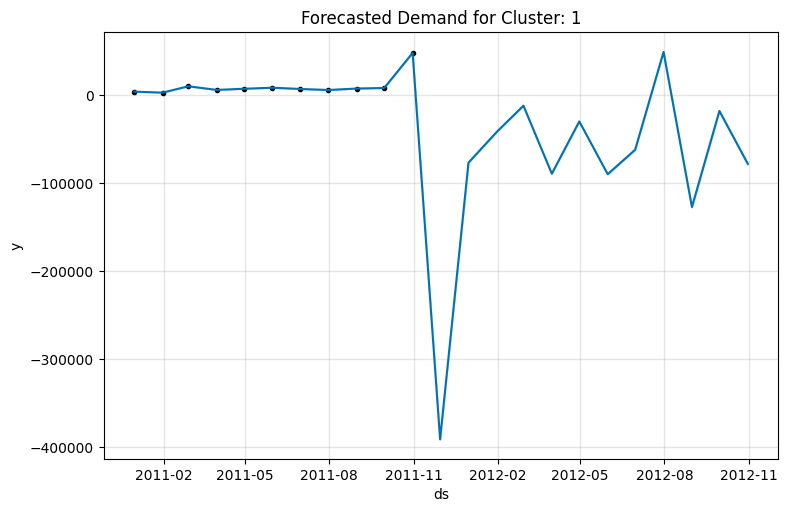 Forecasted Demand for Cluster: 1
0
−100000
−200000
−300000
−400000
y
2011-02 2011-05 2011-08 2011-11 2012-02 2012-05 2012-08 2012-11
ds